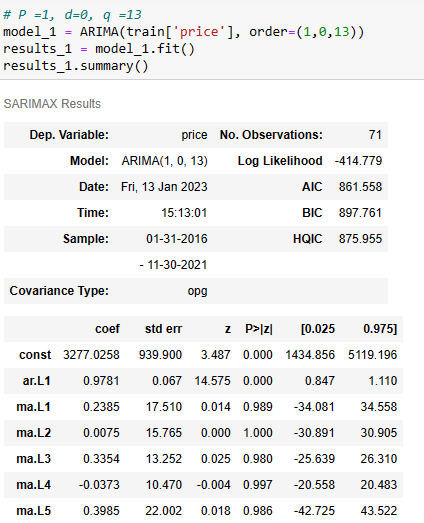 # P =1, d=0, q =13
model_1 = ARIMA(train['price'], order=(1,0,13))
results_1 = model_1.fit()
results_1.summary()
SARIMAX Results
Dep. Variable: price No. Observations: 71
Model: ARIMA(1, 0, 13) Log Likelihood -414.779
Date: Fri, 13 Jan 2023 AIC 861.558
Time: 15:13:01 BIC 897.761
Sample: 01-31-2016 HQIC 875.955
- 11-30-2021
Covariance Type: opg
coef std err z P>|z| [0.025 0.975]
const 3277.0258 939.900 3.487 0.000 1434.856 5119.196
ar.L1 0.9781 0.067 14.575 0.000 0.847 1.110
ma.L1 0.2385 17.510 0.014 0.989 -34.081 34.558
ma.L2 0.0075 15.765 0.000 1.000 -30.891 30.905
ma.L3 0.3354 13.252 0.025 0.980 -25.639 26.310
ma.L4 -0.0373 10.470 -0.004 0.997 -20.558 20.483
ma.L5 0.3985 22.002 0.018 0.986 -42.725 43.522